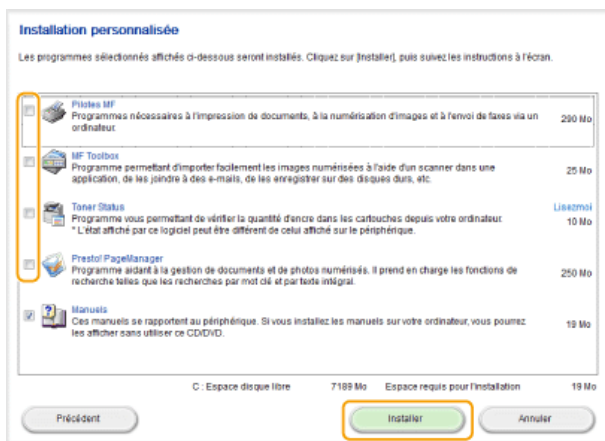 Installation personnalisée
Les programmes sélectionnés affichés ci-dessous seront installés. Cliquez sur [Installer], puis suivez les instructions à l'écran.
Pilotes MF
Programmes nécessaires à l'impression de documents, à la numérisation d'images et à l'envoi de faxes via un
ordinateur.
290 Mo
MF Toolbox
Programme permettant d'importer facilement les images numérisées à l'aide d'un scanner dans une
application, de les joindre à des e-mails, de les enregistrer sur des disques durs, etc.
25 Mo
Toner Status
Lisezmoi
Programme vous permettant de vérifier la quantité d'encre dans les cartouches depuis votre ordinateur.
10 Mo
* L'état affiché par ce logiciel peut être différent de celui affiché sur le périphérique.
Presto! PageManager
Programme aidant à la gestion de documents et de photos numérisés. Il prend en charge les fonctions de
recherche telles que les recherches par mot clé et par texte intégral.
250 Mo
Manuels
Ces manuels se rapportent au périphérique. Si vous installez les manuels sur votre ordinateur, vous pourrez
les afficher sans utiliser ce CD/DVD.
19 Mo
C : Espace disque libre 7189 Mo Espace requis pour l'installation 19 Mo
Précédent Installer Annuler